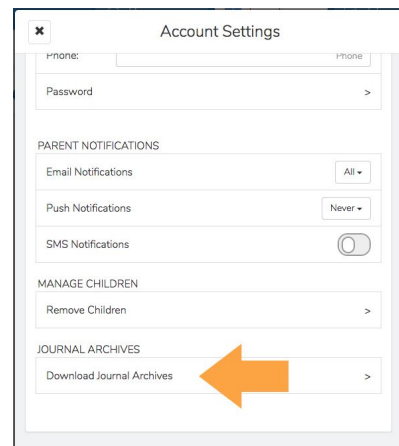 ✖ Account Settings
Phone: Phone
Password >
PARENT NOTIFICATIONS
Email Notifications All ▾
Push Notifications Never ▾
SMS Notifications
MANAGE CHILDREN
Remove Children >
JOURNAL ARCHIVES
Download Journal Archives >